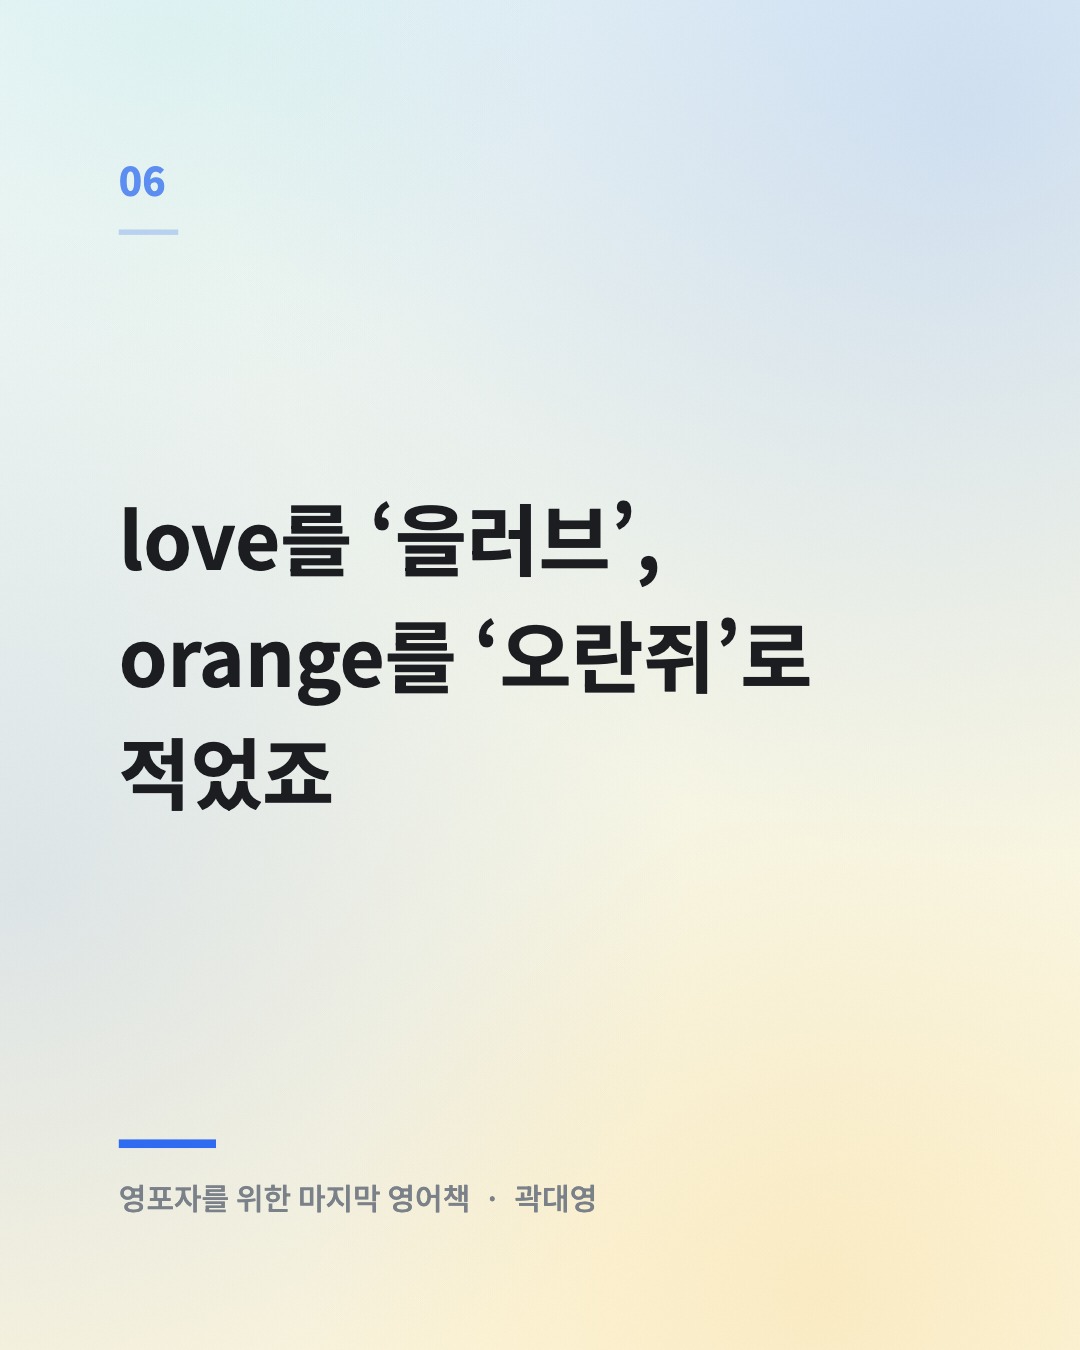 06
love를 ‘을러브’,
orange를 ‘오란쥐’로
적었죠
영포자를 위한 마지막 영어책 · 곽대영